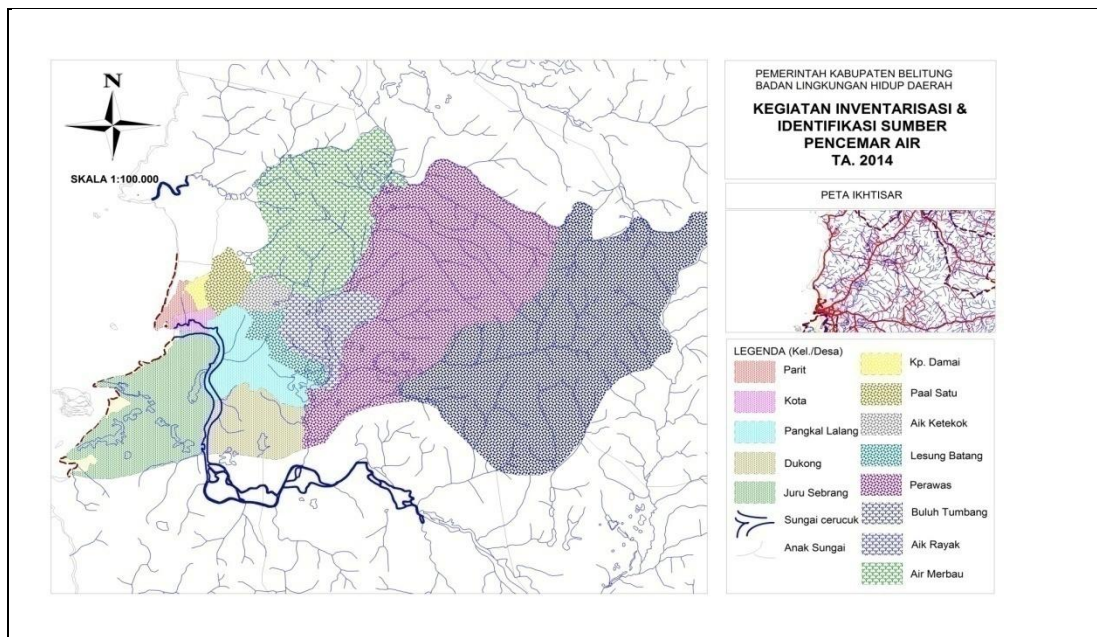 N
SKALA 1:100.000
PEMERINTAH KABUPATEN BELITUNG
BADAN LINGKUNGAN HIDUP DAERAH
KEGIATAN INVENTARISASI &
IDENTIFIKASI SUMBER
PENCEMAR AIR
TA. 2014
PETA IKHTISAR
LEGENDA (Kel./Desa)
Parit
Kota
Pangkal Lalang
Dukong
Juru Sebrang
Sungai cerucuk
Anak Sungai
Kp. Damai
Paal Satu
Aik Ketekok
Lesung Batang
Perawas
Buluh Tumbang
Aik Rayak
Air Merbau